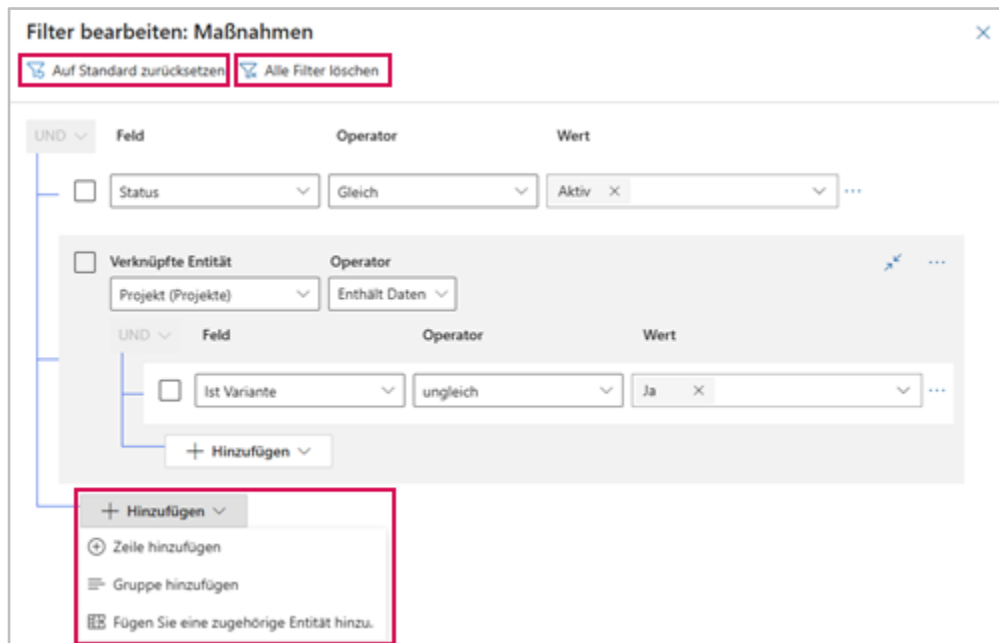 Filter bearbeiten: Maßnahmen
Auf Standard zurücksetzen Alle Filter löschen
UND Feld Operator Wert
Status Gleich Aktiv
Verknüpfte Entität Operator
Projekt (Projekte) Enthält Daten
UND Feld Operator Wert
Ist Variante ungleich Ja
Hinzufügen
Hinzufügen
Zeile hinzufügen
Gruppe hinzufügen
Fügen Sie eine zugehörige Entität hinzu.